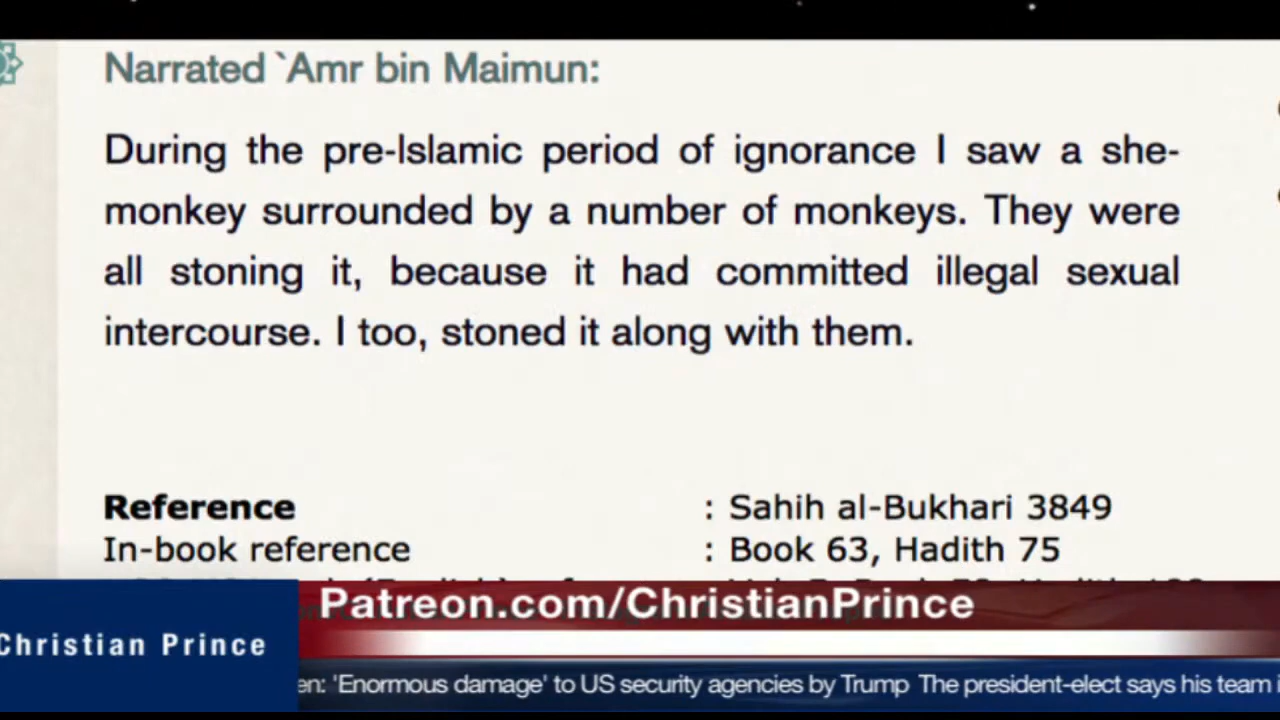 Narrated `Amr bin Maimun:
During the pre-Islamic period of ignorance I saw a she-
monkey surrounded by a number of monkeys. They were
all stoning it, because it had committed illegal sexual
intercourse. I too, stoned it along with them.
Reference : Sahih al-Bukhari 3849
In-book reference : Book 63, Hadith 75
Patreon.com/ChristianPrince
Christian Prince
en: 'Enormous damage' to US security agencies by Trump The president-elect says his team i